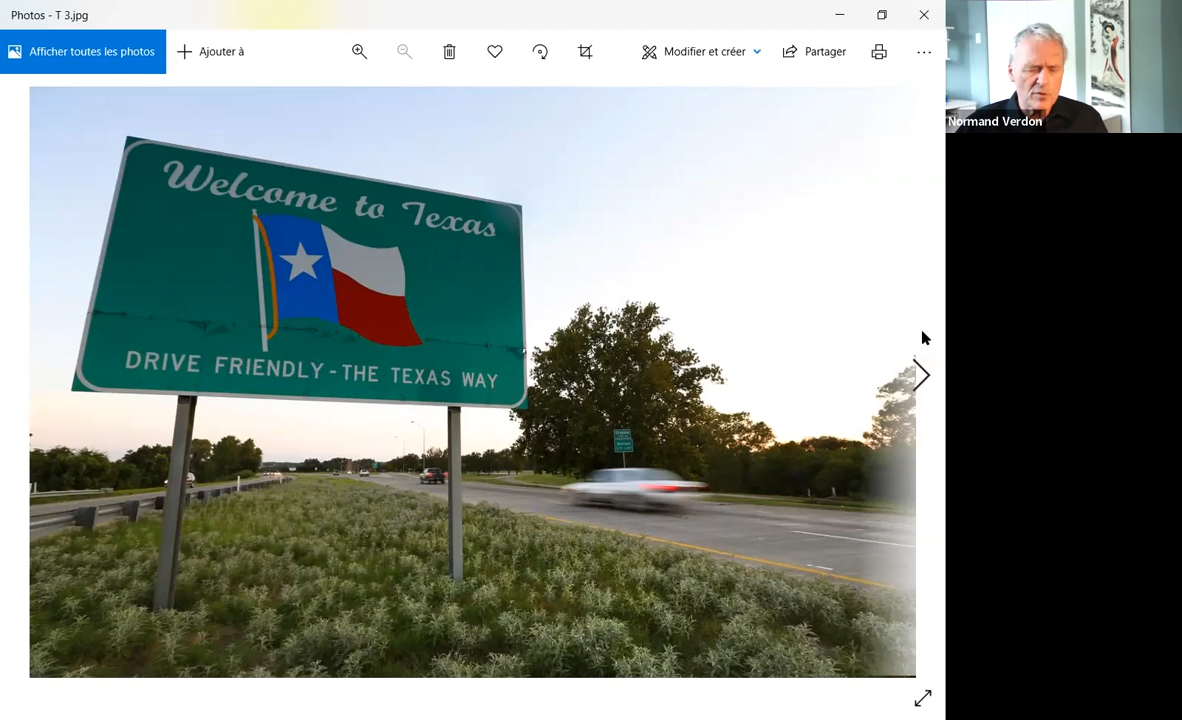 Photos - T 3.jpg
Afficher toutes les photos
Ajouter à
Modifier et créer
Partager
Normand Verdon
Welcome to Texas
DRIVE FRIENDLY - THE TEXAS WAY